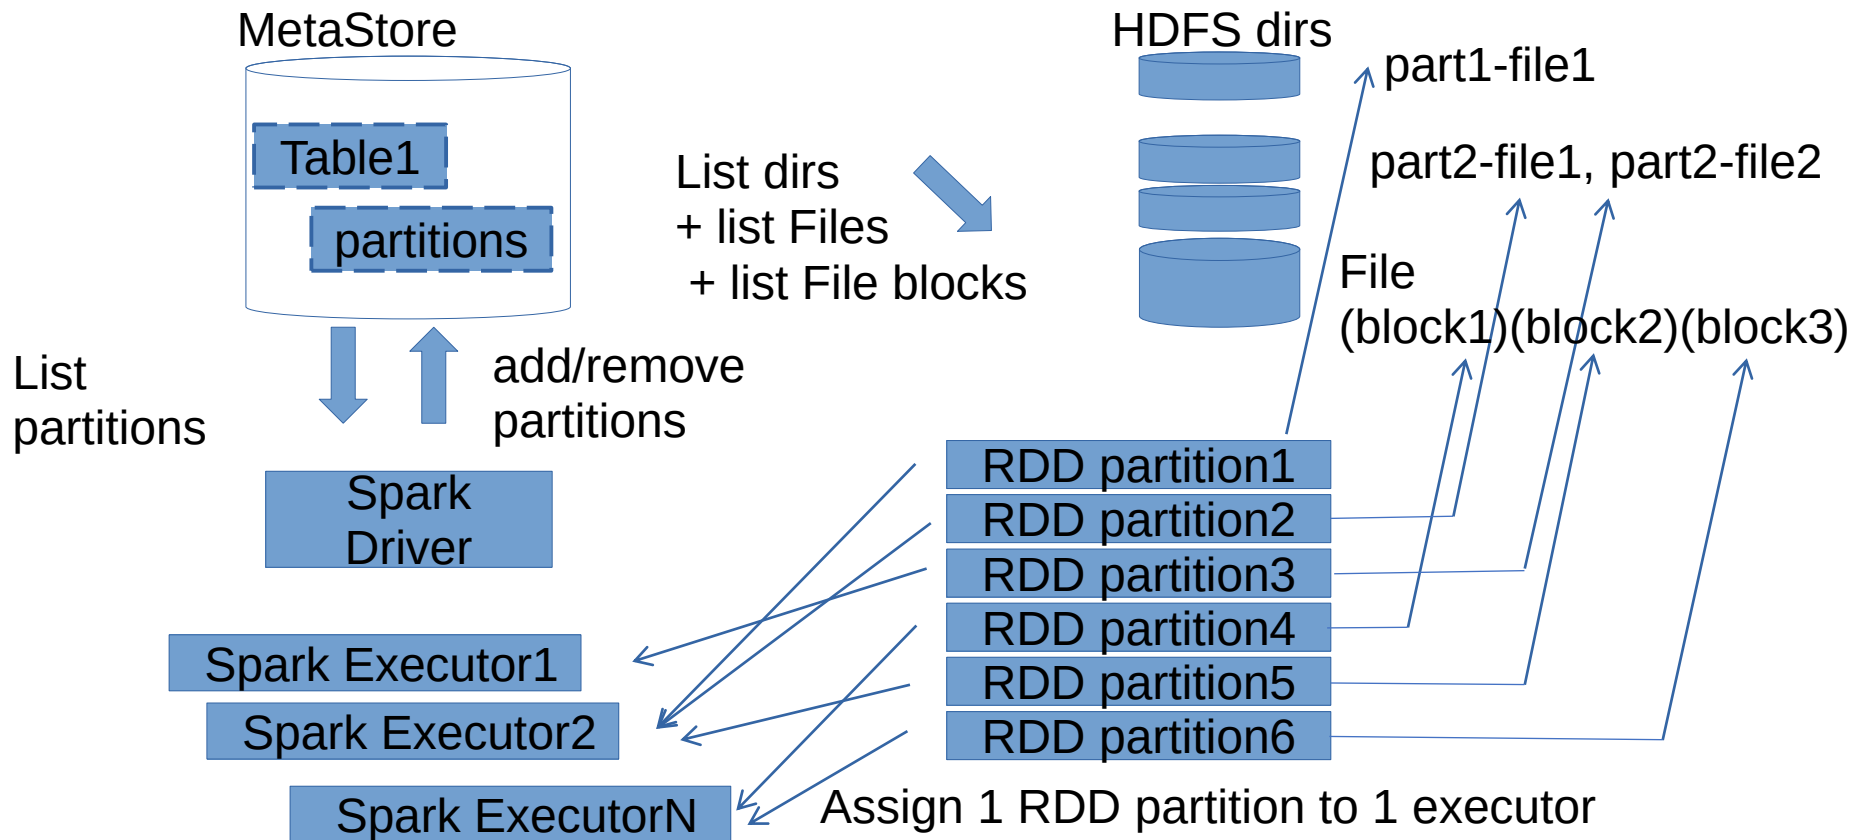 MetaStore
Table1
partitions
List
partitions
add/remove
partitions
Spark
Driver
Spark Executor1
Spark Executor2
Spark ExecutorN
List dirs
+ list Files
+ list File blocks
HDFS dirs
part1-file1
part2-file1, part2-file2
File
(block1)(block2)(block3)
RDD partition1
RDD partition2
RDD partition3
RDD partition4
RDD partition5
RDD partition6
Assign 1 RDD partition to 1 executor